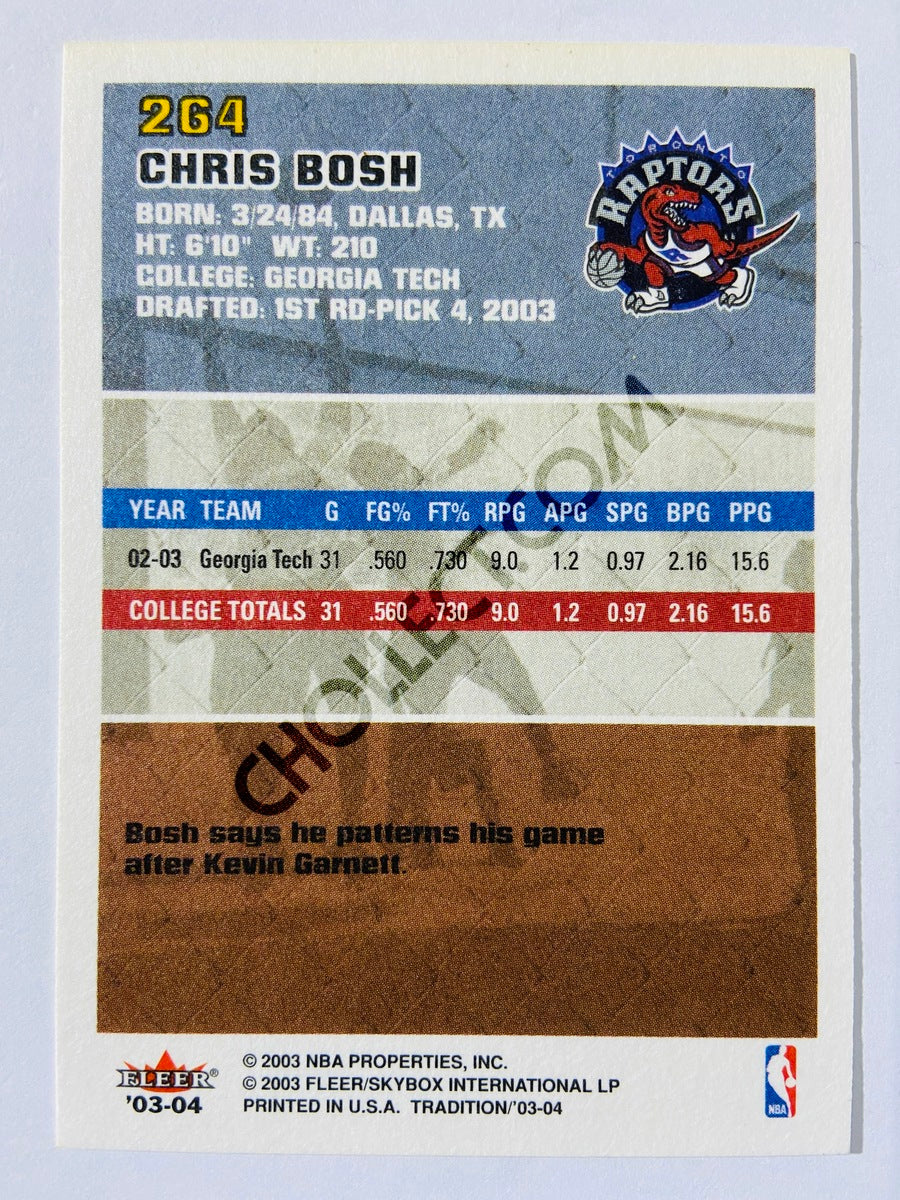 264
CHRIS BOSH
BORN: 3/24/84, DALLAS, TX
HT: 6'10" WT: 210
COLLEGE: GEORGIA TECH
DRAFTED: 1ST RD-PICK 4, 2003
TORONTO
RAPTORS
YEAR TEAM G FG% FT% RPG APG SPG BPG PPG
02-03 Georgia Tech 31 .560 .730 9.0 1.2 0.97 2.16 15.6
COLLEGE TOTALS 31 .560 .730 9.0 1.2 0.97 2.16 15.6
CHOLLECT.COM
Bosh says he patterns his game
after Kevin Garnett.
FLEER®
'03-04
© 2003 NBA PROPERTIES, INC.
© 2003 FLEER/SKYBOX INTERNATIONAL LP
PRINTED IN U.S.A. TRADITION/'03-04
NBA